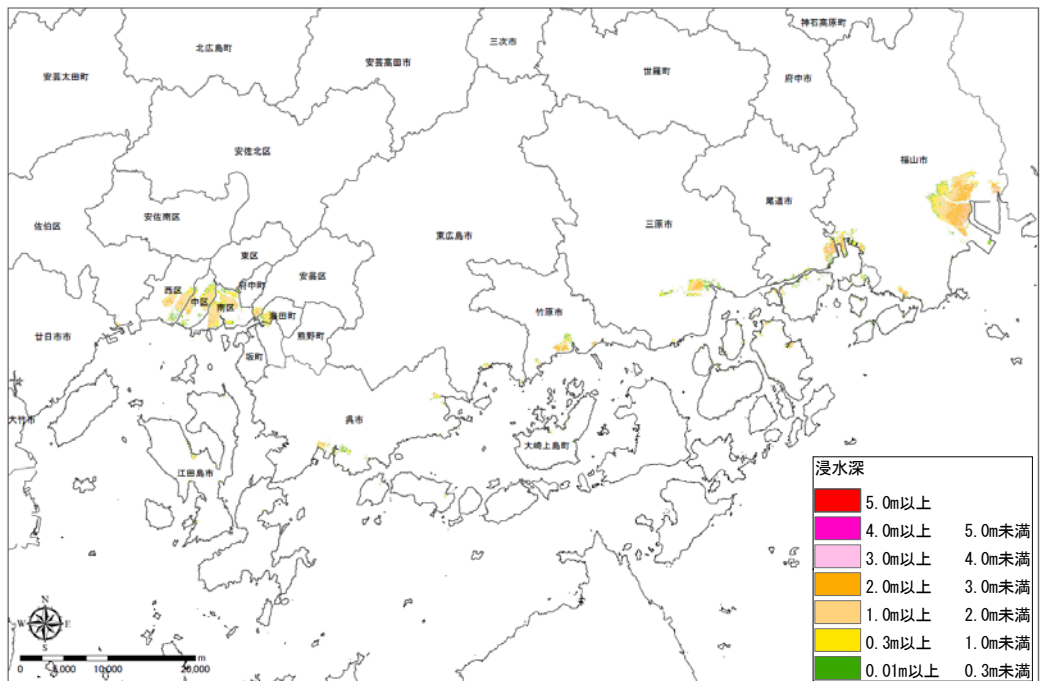 神石高原町
三次市
北広島町
安芸高田市
安芸太田町
世羅町
府中市
安佐北区
福山市
尾道市
安佐南区
佐伯区
三原市
東広島市
東区
安芸区
府中町
西区
中区
南区
海田町
竹原市
廿日市市
熊野町
坂町
呉市
大竹市
大崎上島町
江田島市
浸水深
5.0m以上
4.0m以上 5.0m未満
3.0m以上 4.0m未満
2.0m以上 3.0m未満
1.0m以上 2.0m未満
0.3m以上 1.0m未満
0.01m以上 0.3m未満
N
W E
S
0 5,000 10,000 20,000 m